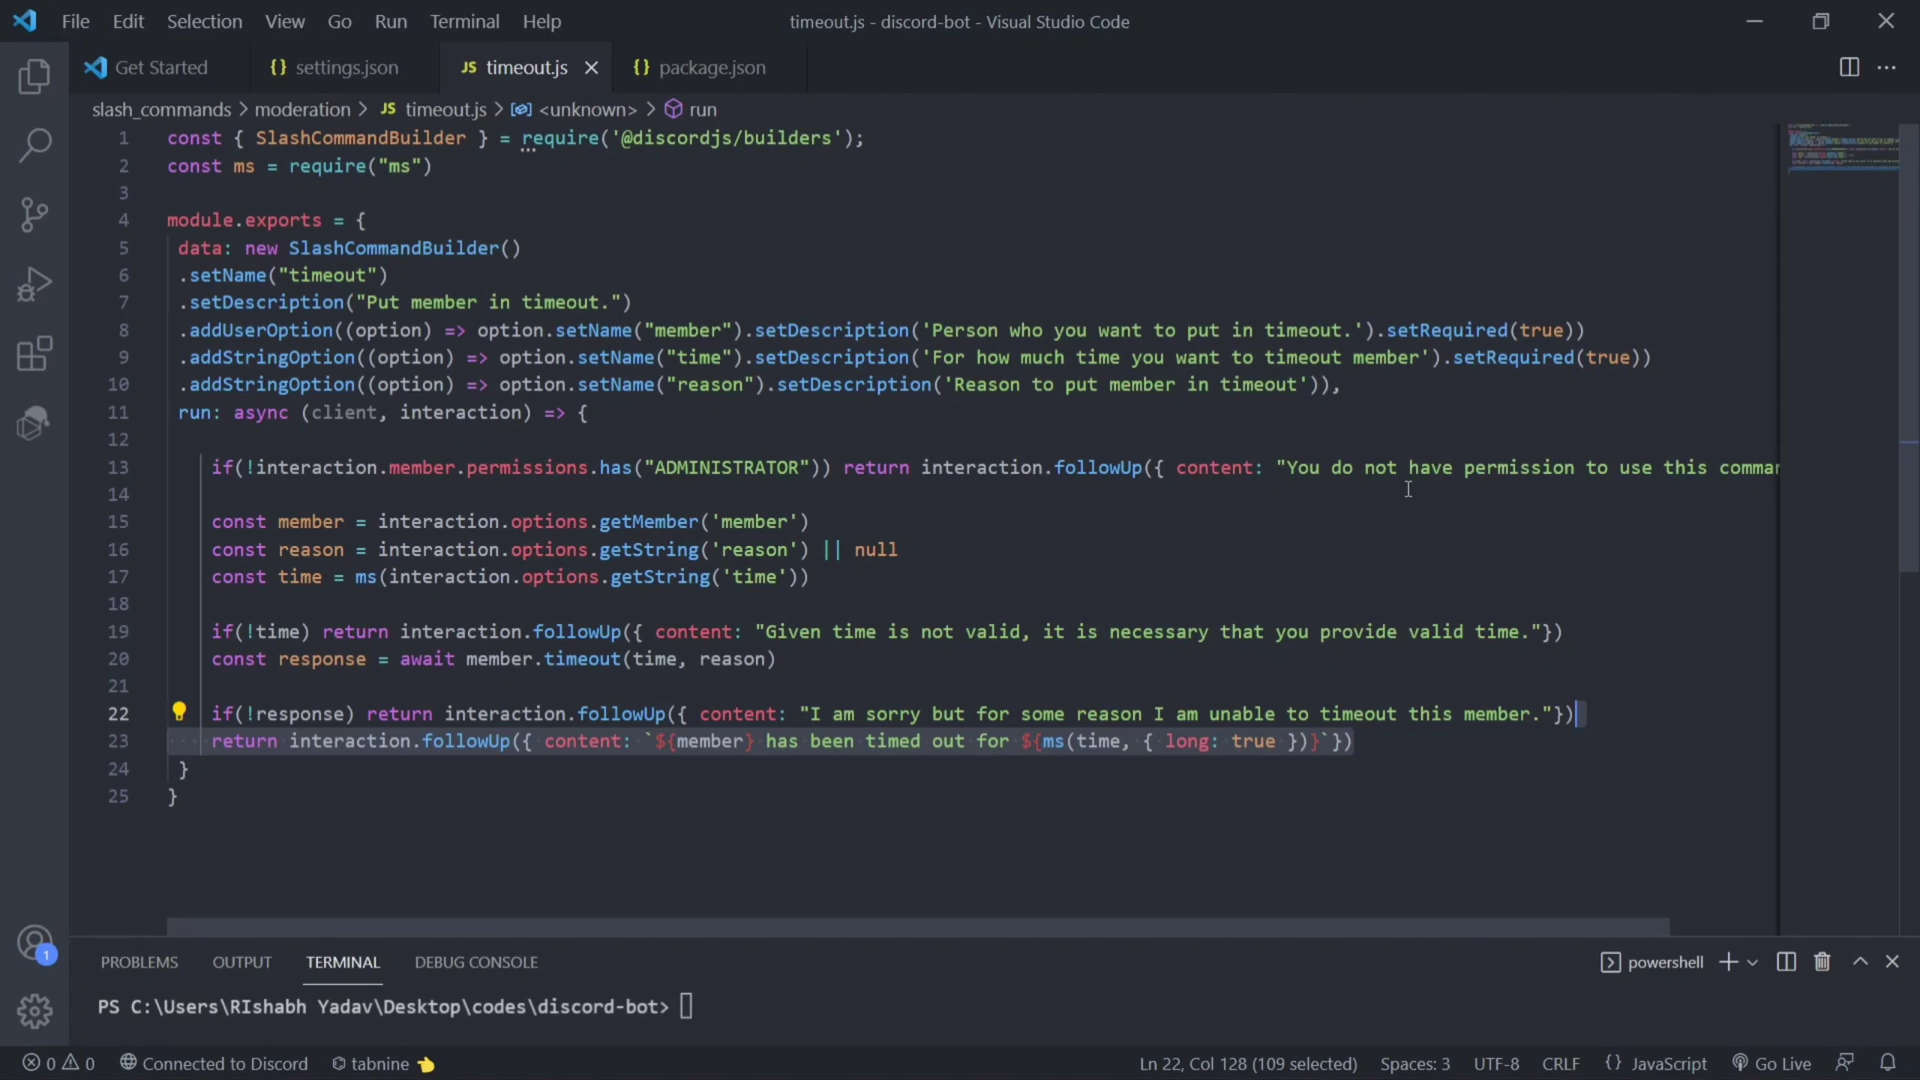 File Edit Selection View Go Run Terminal Help timeout.js - discord-bot - Visual Studio Code
Get Started {} settings.json JS timeout.js {} package.json
slash_commands > moderation > JS timeout.js > <unknown> > run
1 const { SlashCommandBuilder } = require('@discordjs/builders');
2 const ms = require("ms")
3
4 module.exports = {
5 data: new SlashCommandBuilder()
6 .setName("timeout")
7 .setDescription("Put member in timeout.")
8 .addUserOption((option) => option.setName("member").setDescription('Person who you want to put in timeout.').setRequired(true))
9 .addStringOption((option) => option.setName("time").setDescription('For how much time you want to timeout member').setRequired(true))
10 .addStringOption((option) => option.setName("reason").setDescription('Reason to put member in timeout')),
11 run: async (client, interaction) => {
12
13 if(!interaction.member.permissions.has("ADMINISTRATOR")) return interaction.followUp({ content: "You do not have permission to use this comman
14
15 const member = interaction.options.getMember('member')
16 const reason = interaction.options.getString('reason') || null
17 const time = ms(interaction.options.getString('time'))
18
19 if(!time) return interaction.followUp({ content: "Given time is not valid, it is necessary that you provide valid time."})
20 const response = await member.timeout(time, reason)
21
22 if(!response) return interaction.followUp({ content: "I am sorry but for some reason I am unable to timeout this member."})
23 return interaction.followUp({ content: `${member} has been timed out for ${ms(time, { long: true })}`})
24 }
25 }
PROBLEMS OUTPUT TERMINAL DEBUG CONSOLE powershell
PS C:\Users\RIshabh Yadav\Desktop\codes\discord-bot>
1
0 0 Connected to Discord tabnine Ln 22, Col 128 (109 selected) Spaces: 3 UTF-8 CRLF {} JavaScript Go Live